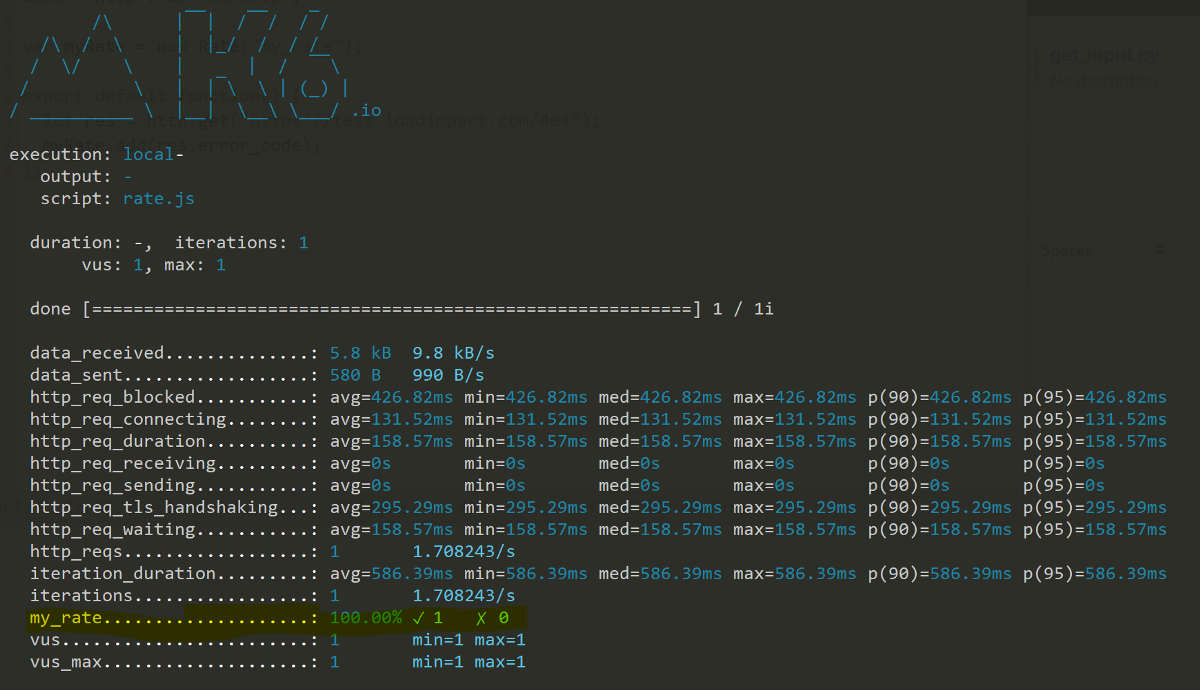 .io
execution: local-
output: -
script: rate.js
duration: -,  iterations: 1
vus: 1, max: 1
done [==========================================================] 1 / 1i
data_received..............: 5.8 kB  9.8 kB/s
data_sent..................: 580 B   990 B/s
http_req_blocked...........: avg=426.82ms min=426.82ms med=426.82ms max=426.82ms p(90)=426.82ms p(95)=426.82ms
http_req_connecting........: avg=131.52ms min=131.52ms med=131.52ms max=131.52ms p(90)=131.52ms p(95)=131.52ms
http_req_duration..........: avg=158.57ms min=158.57ms med=158.57ms max=158.57ms p(90)=158.57ms p(95)=158.57ms
http_req_receiving.........: avg=0s       min=0s       med=0s       max=0s       p(90)=0s       p(95)=0s
http_req_sending...........: avg=0s       min=0s       med=0s       max=0s       p(90)=0s       p(95)=0s
http_req_tls_handshaking...: avg=295.29ms min=295.29ms med=295.29ms max=295.29ms p(90)=295.29ms p(95)=295.29ms
http_req_waiting...........: avg=158.57ms min=158.57ms med=158.57ms max=158.57ms p(90)=158.57ms p(95)=158.57ms
http_reqs..................: 1       1.708243/s
iteration_duration.........: avg=586.39ms min=586.39ms med=586.39ms max=586.39ms p(90)=586.39ms p(95)=586.39ms
iterations.................: 1       1.708243/s
my_rate....................: 100.00% ✓ 1   ✗ 0
vus........................: 1       min=1 max=1
vus_max....................: 1       min=1 max=1
get_input.py
No description
Spaces